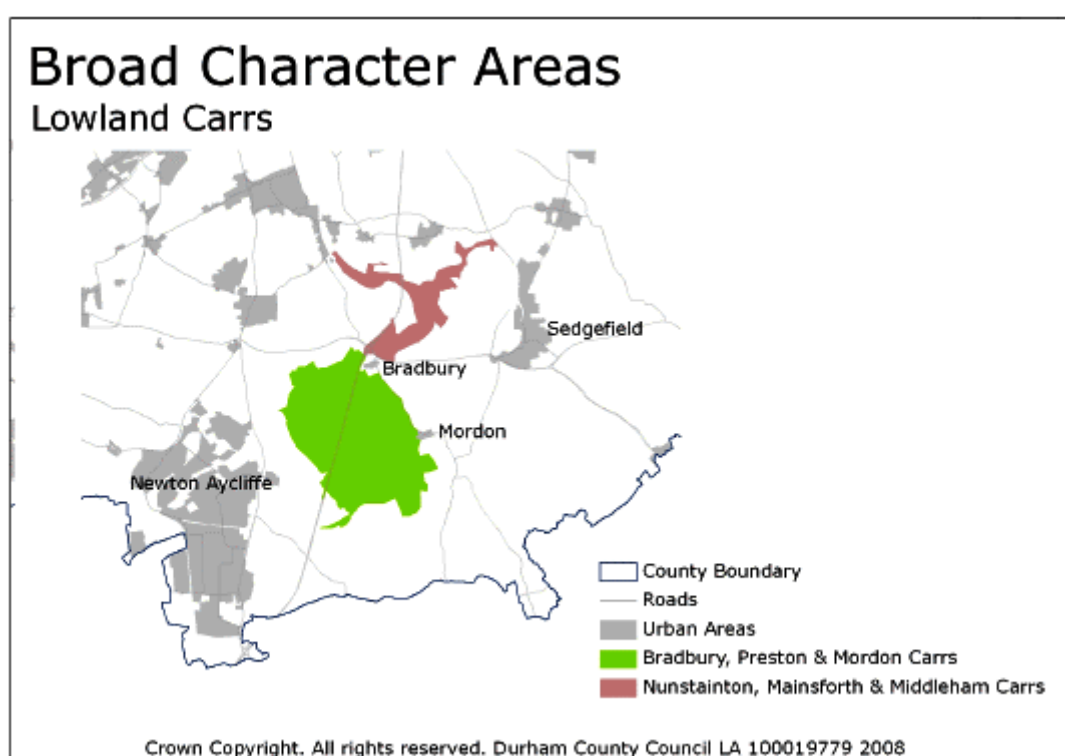 Broad Character Areas
Lowland Carrs
Sedgefield
Bradbury
Mordon
Newton Aycliffe
County Boundary
Roads
Urban Areas
Bradbury, Preston & Mordon Carrs
Nunstainton, Mainsforth & Middleham Carrs
Crown Copyright. All rights reserved. Durham County Council LA 100019779 2008